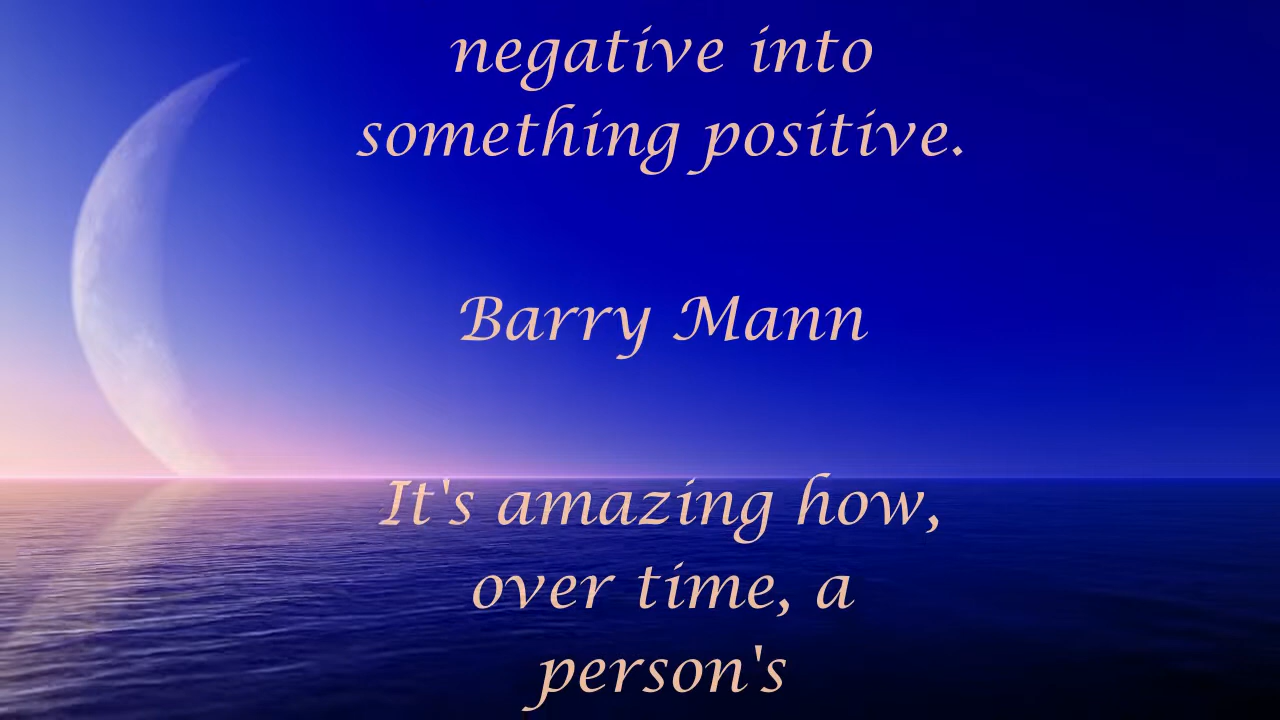 negative into
something positive.
Barry Mann
It's amazing how,
over time, a
person's